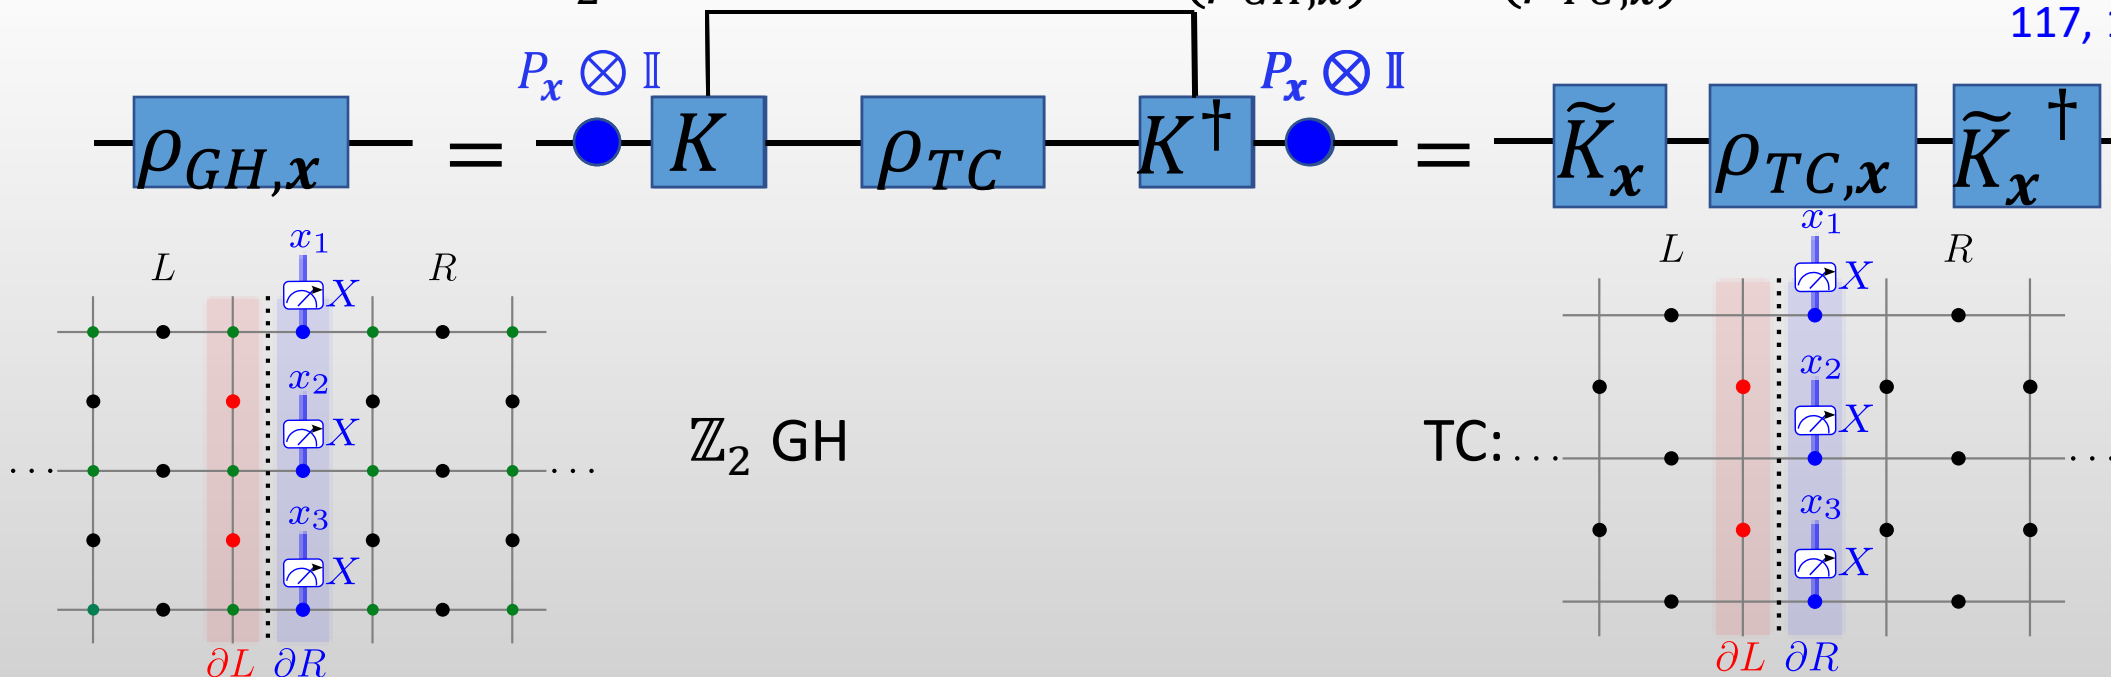 2
117,
P_x ⊗ 𝕀 P_x ⊗ 𝕀
ρ_{GH,x} = K ρ_{TC} K^† = K̃_x ρ_{TC,x} K̃_x^†
L x_1 R
X
x_2
X
x_3
X
∂L ∂R
... ...
ℤ_2 GH
TC: ... ...
L x_1 R
X
x_2
X
x_3
X
∂L ∂R